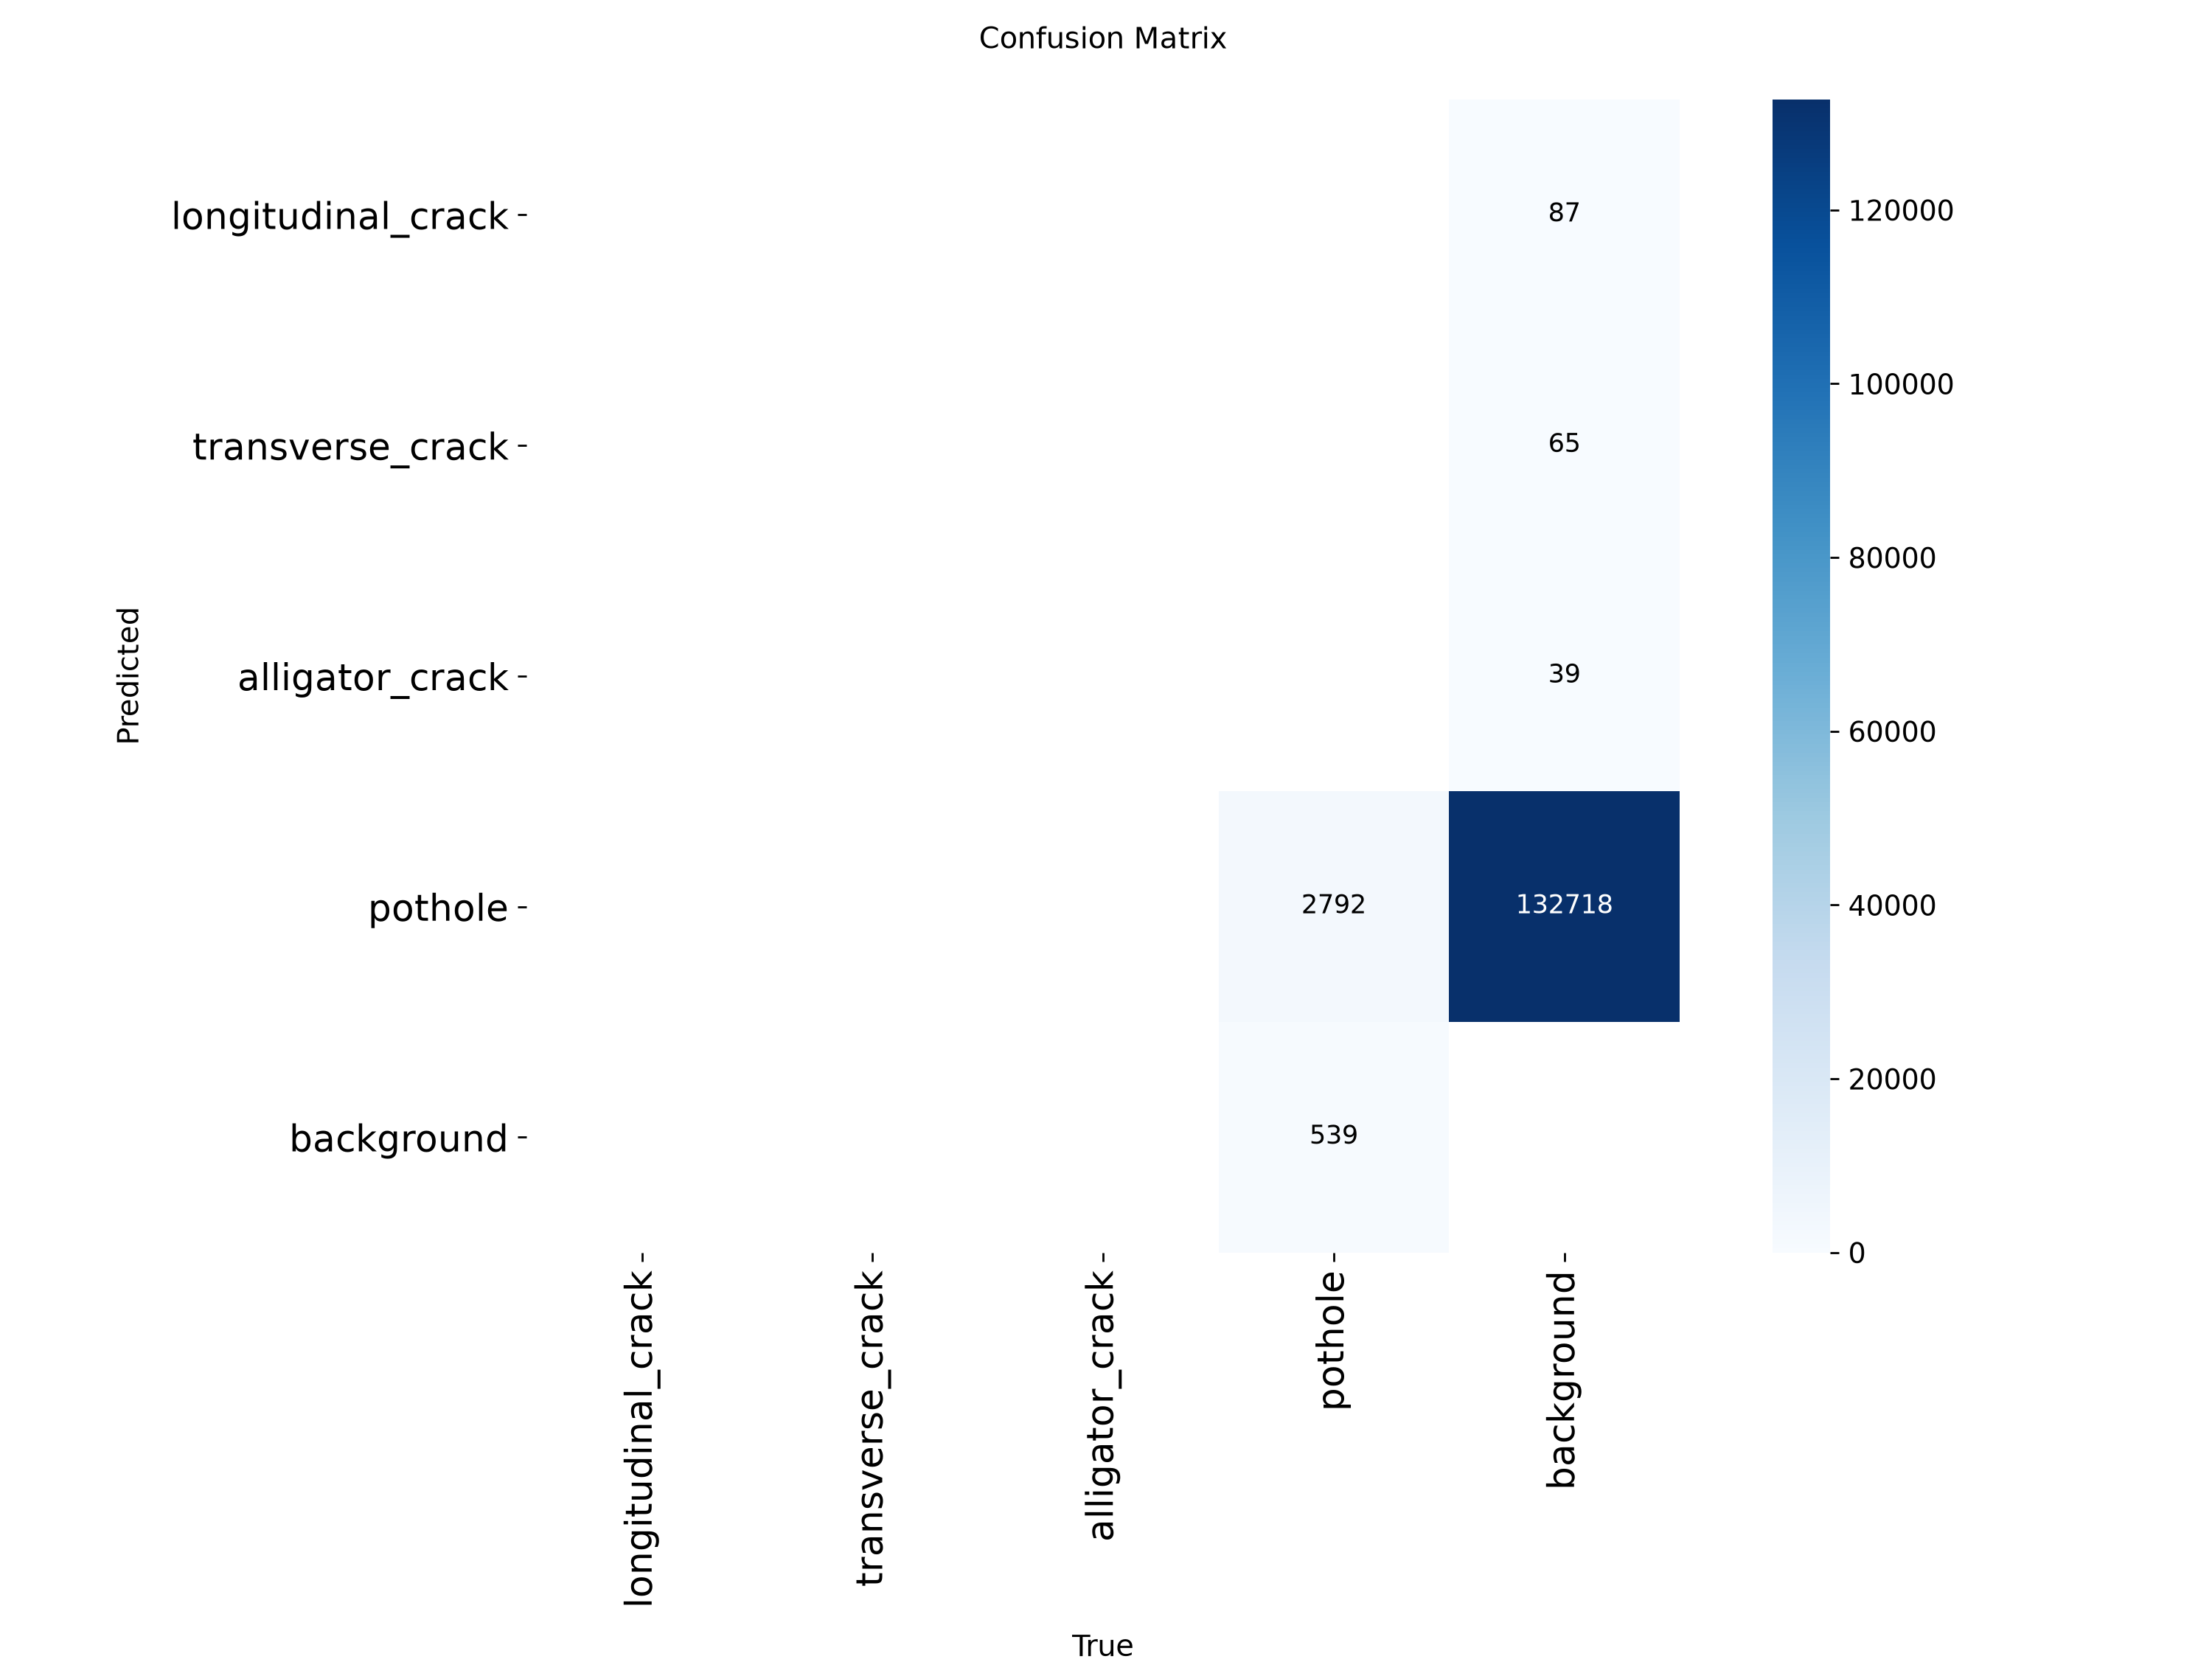 Confusion Matrix
Predicted
longitudinal_crack
87
transverse_crack
65
alligator_crack
39
pothole
2792
132718
background
539
longitudinal_crack
transverse_crack
alligator_crack
pothole
background
True
120000
100000
80000
60000
40000
20000
0